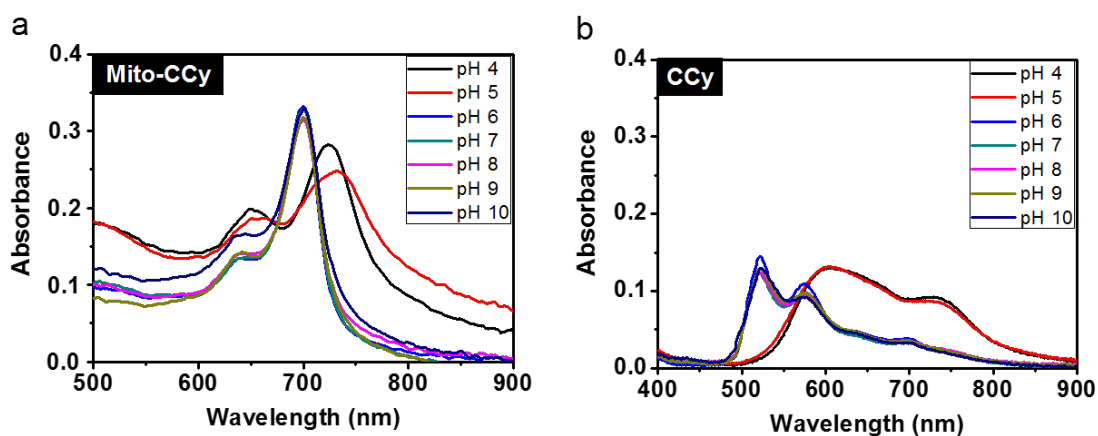 a
Mito-CCy
pH 4
pH 5
pH 6
pH 7
pH 8
pH 9
pH 10
0.4
0.3
0.2
0.1
0.0
Absorbance
500 600 700 800 900
Wavelength (nm)
b
CCy
pH 4
pH 5
pH 6
pH 7
pH 8
pH 9
pH 10
0.4
0.3
0.2
0.1
0.0
Absorbance
400 500 600 700 800 900
Wavelength (nm)